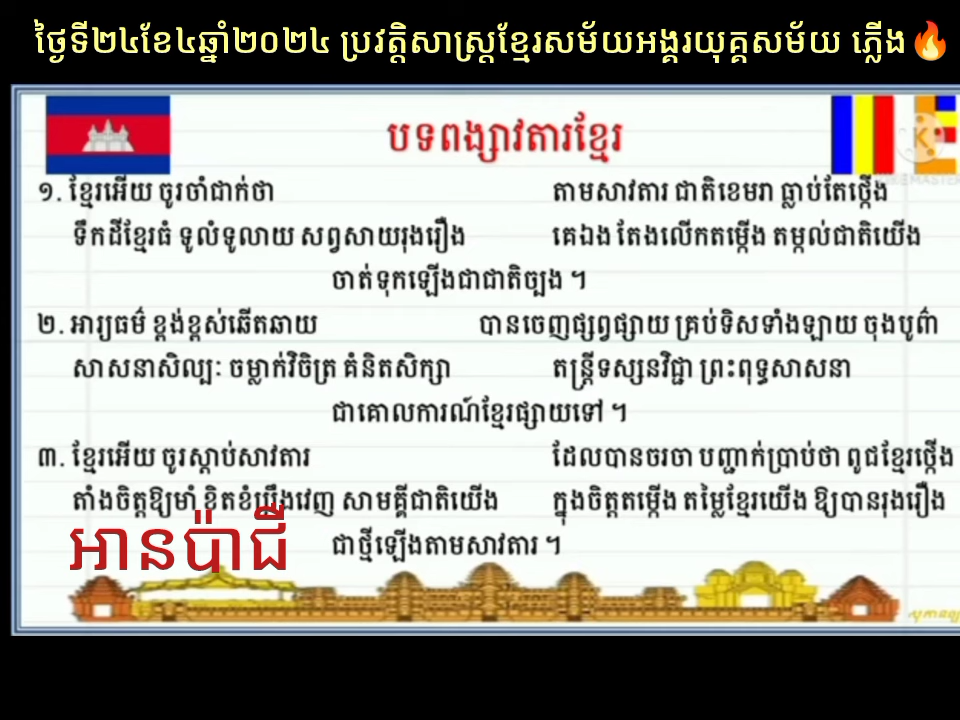 ថ្ងៃទី២៤ខែ៤ឆ្នាំ២០២៤ ប្រវត្តិសាស្ត្រខ្មែរសម័យអង្គរយុគ្គសម័យ ភ្លើង🔥
បទពង្សាវតារខ្មែរ
១. ខ្មែរអើយ ចូរចាំជាក់ថា តាមសាវតារ ជាតិខេមរា ធ្លាប់តែថ្កើង
ទឹកដីខ្មែរធំ ទូលំទូលាយ សព្វសាយរុងរឿង គេឯង តែងលើកតម្កើង តម្កល់ជាតិយើង
ចាត់ទុកឡើងជាជាតិច្បង ។
២. អារ្យធម៌ ខ្ពង់ខ្ពស់ឆើតឆាយ បានចេញផ្សព្វផ្សាយ គ្រប់ទិសទាំងឡាយ ចុងបូព៌ា
សាសនាសិល្បៈ ចម្លាក់វិចិត្រ គំនិតសិក្សា តន្ត្រីទស្សនវិជ្ជា ព្រះពុទ្ធសាសនា
ជាគោលការណ៍ខ្មែរផ្សាយទៅ ។
៣. ខ្មែរអើយ ចូរស្តាប់សាវតារ ដែលបានចរចា បញ្ជាក់ប្រាប់ថា ពូជខ្មែរថ្កើង
តាំងចិត្តឱ្យមាំ ខិតខំឡើងវេញ សាមគ្គីជាតិយើង ក្នុងចិត្តតម្កើង តម្លៃខ្មែរយើង ឱ្យបានរុងរឿង
ជាថ្មីឡើងតាមសាវតារ ។
អានប៉ាជី